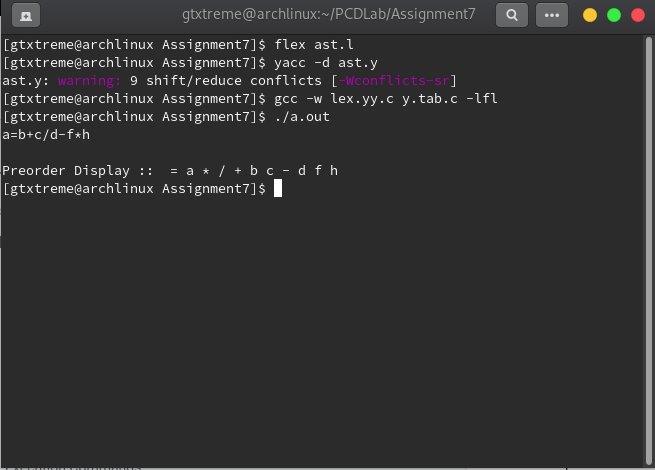 gtxtreme@archlinux:~/PCDLab/Assignment7
[gtxtreme@archlinux Assignment7]$ flex ast.l
[gtxtreme@archlinux Assignment7]$ yacc -d ast.y
ast.y: warning: 9 shift/reduce conflicts [-Wconflicts-sr]
[gtxtreme@archlinux Assignment7]$ gcc -w lex.yy.c y.tab.c -lfl
[gtxtreme@archlinux Assignment7]$ ./a.out
a=b+c/d-f*h
Preorder Display ::  = a * / + b c - d f h
[gtxtreme@archlinux Assignment7]$